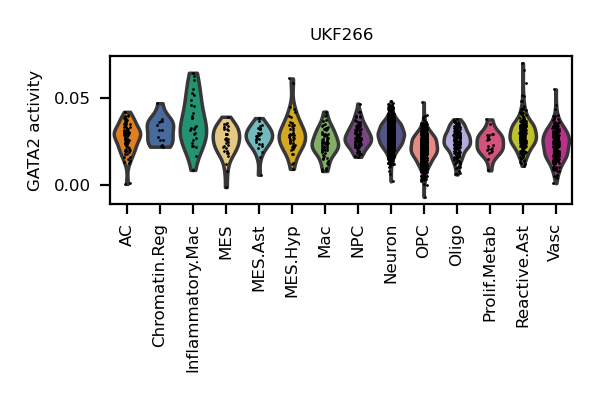 UKF266
GATA2 activity
0.05
0.00
AC
Chromatin.Reg
Inflammatory.Mac
MES
MES.Ast
MES.Hyp
Mac
NPC
Neuron
OPC
Oligo
Prolif.Metab
Reactive.Ast
Vasc